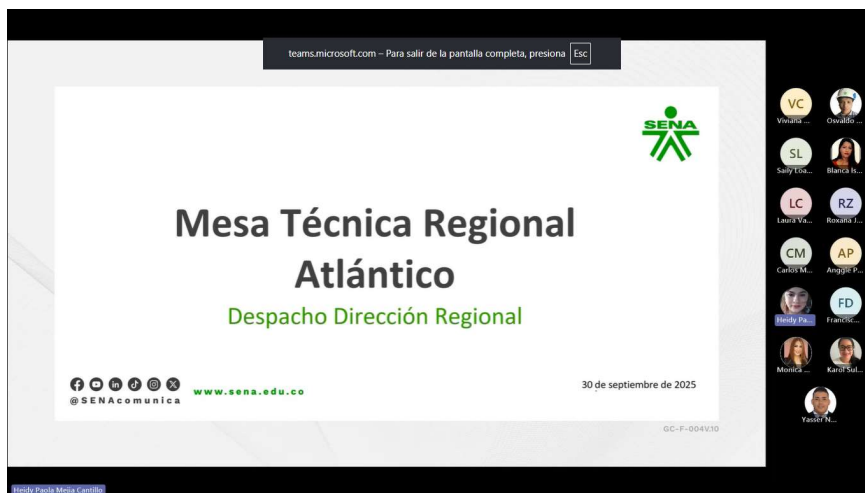 teams.microsoft.com – Para salir de la pantalla completa, presiona Esc
SENA
Mesa Técnica Regional
Atlántico
Despacho Dirección Regional
@SENAcomunica
www.sena.edu.co
30 de septiembre de 2025
GC-F-004V.10
VC
Viviana ...
Osvaldo ...
SL
Saily Loa...
Blanca Is...
LC
Laura Va...
RZ
Roxana J...
CM
Carlos M...
AP
Anggie P...
Heidy Pa...
FD
Francisc...
Monica ...
Karol Sul...
Yasser N...
Heidy Paola Mejia Cantillo